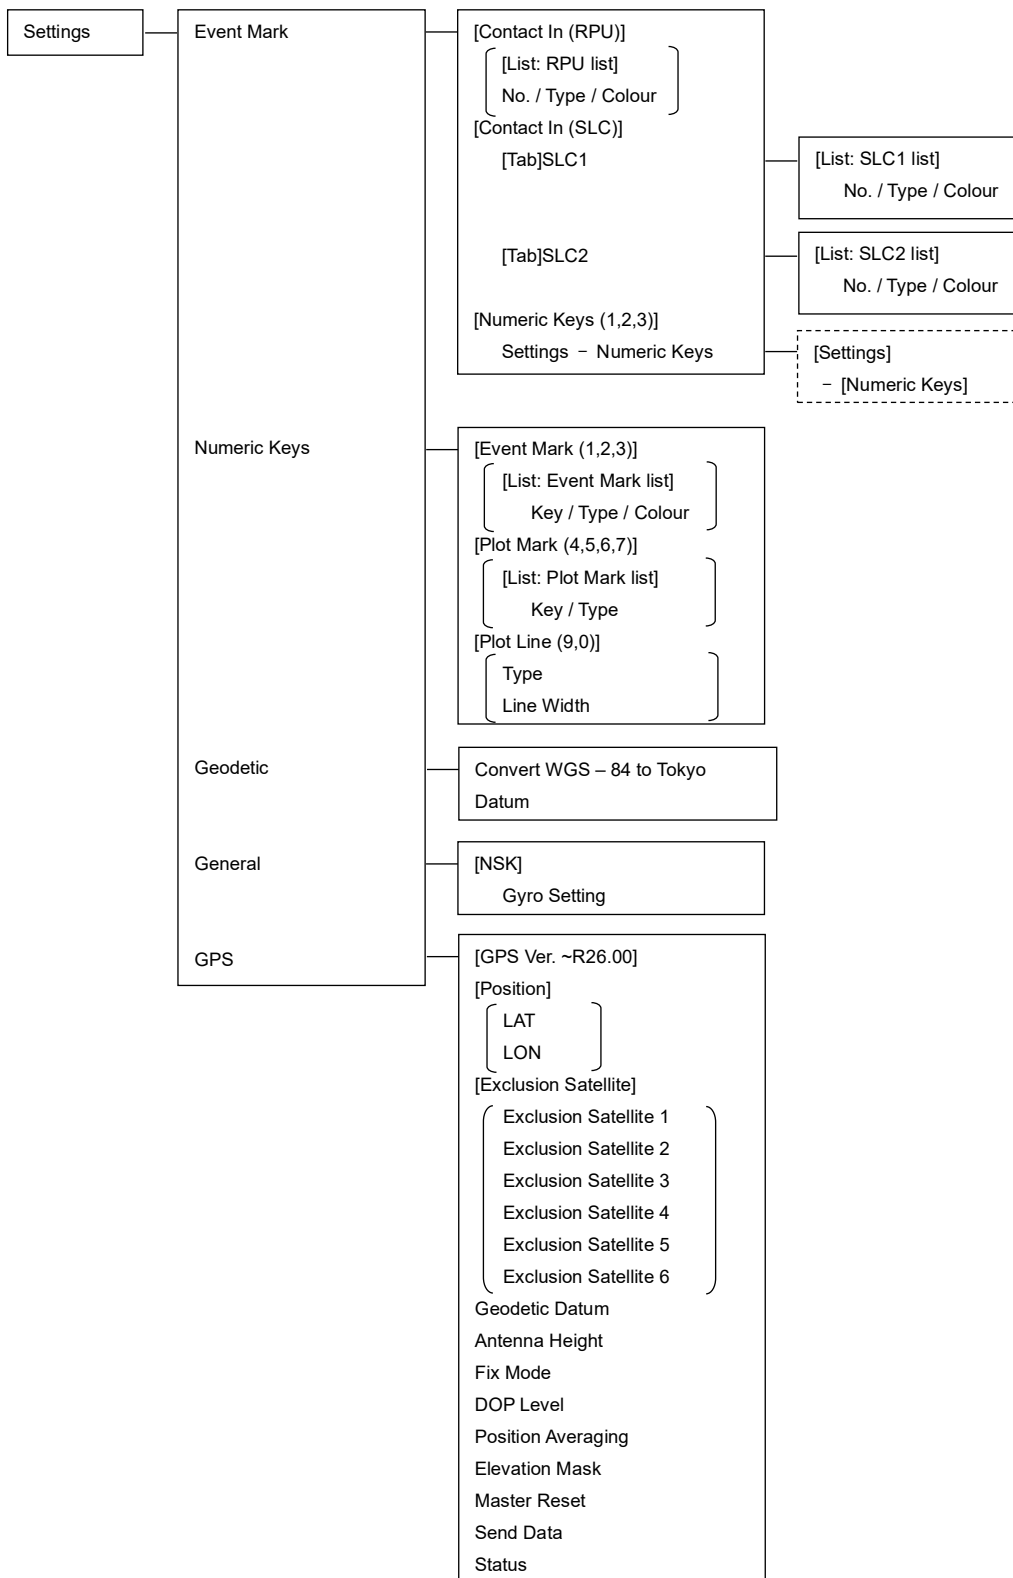 Settings
Event Mark
[Contact In (RPU)]
[List: RPU list]
No. / Type / Colour
[Contact In (SLC)]
[Tab]SLC1
[List: SLC1 list]
No. / Type / Colour
[Tab]SLC2
[List: SLC2 list]
No. / Type / Colour
[Numeric Keys (1,2,3)]
Settings – Numeric Keys
[Settings]
– [Numeric Keys]
Numeric Keys
[Event Mark (1,2,3)]
[List: Event Mark list]
Key / Type / Colour
[Plot Mark (4,5,6,7)]
[List: Plot Mark list]
Key / Type
[Plot Line (9,0)]
Type
Line Width
Geodetic
Convert WGS – 84 to Tokyo
Datum
General
[NSK]
Gyro Setting
GPS
[GPS Ver. ~R26.00]
[Position]
LAT
LON
[Exclusion Satellite]
Exclusion Satellite 1
Exclusion Satellite 2
Exclusion Satellite 3
Exclusion Satellite 4
Exclusion Satellite 5
Exclusion Satellite 6
Geodetic Datum
Antenna Height
Fix Mode
DOP Level
Position Averaging
Elevation Mask
Master Reset
Send Data
Status